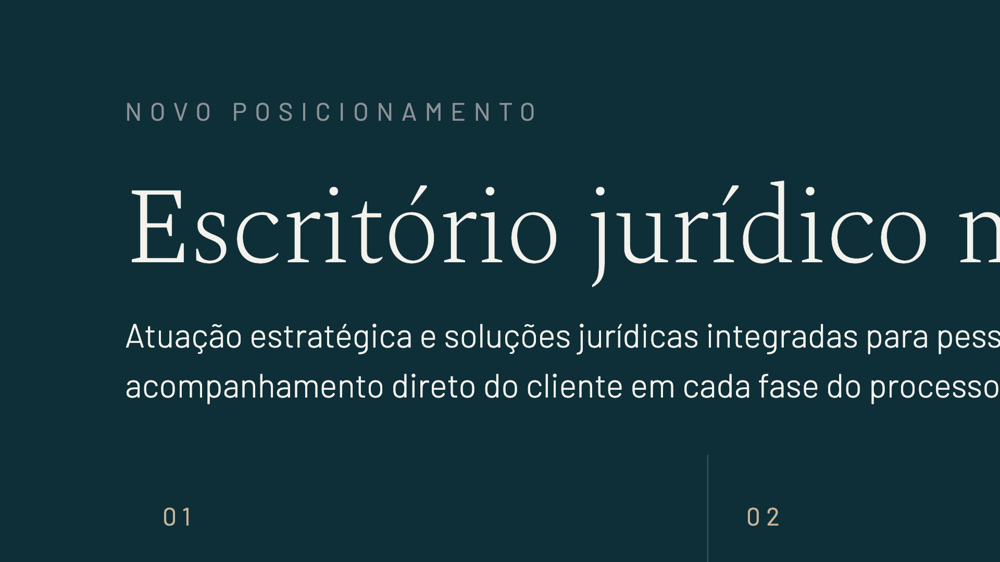 NOVO POSICIONAMENTO
Escritório jurídico
Atuação estratégica e soluções jurídicas integradas para
acompanhamento direto do cliente em cada fase do processo
01
02